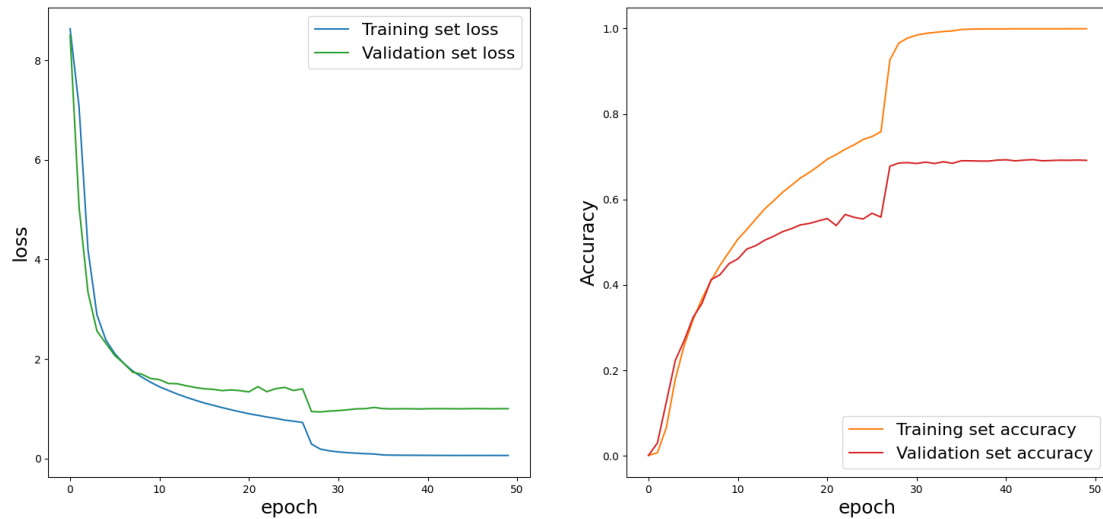 Training set loss
Validation set loss
loss
8
6
4
2
0
0 10 20 30 40 50
epoch
Accuracy
1.0
0.8
0.6
0.4
0.2
0.0
Training set accuracy
Validation set accuracy
0 10 20 30 40 50
epoch